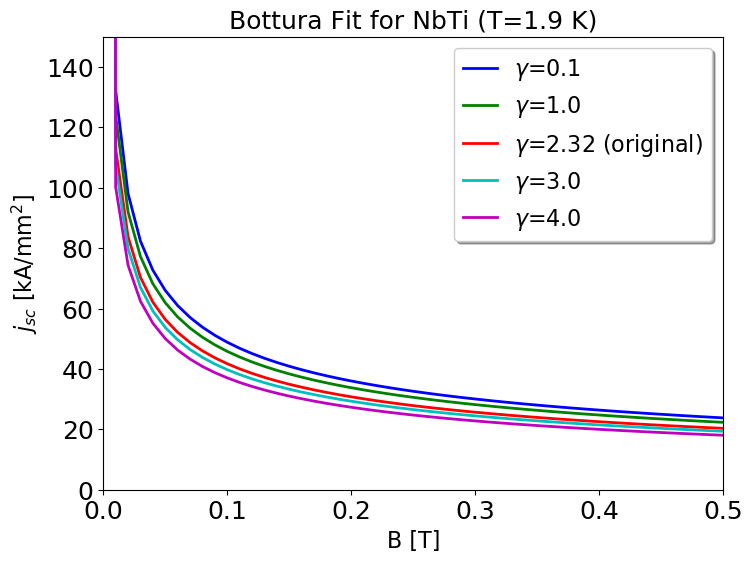 Bottura Fit for NbTi (T=1.9 K)
γ=0.1
γ=1.0
γ=2.32 (original)
γ=3.0
γ=4.0
140
120
100
80
60
40
20
0
j_sc [kA/mm²]
0.0 0.1 0.2 0.3 0.4 0.5
B [T]